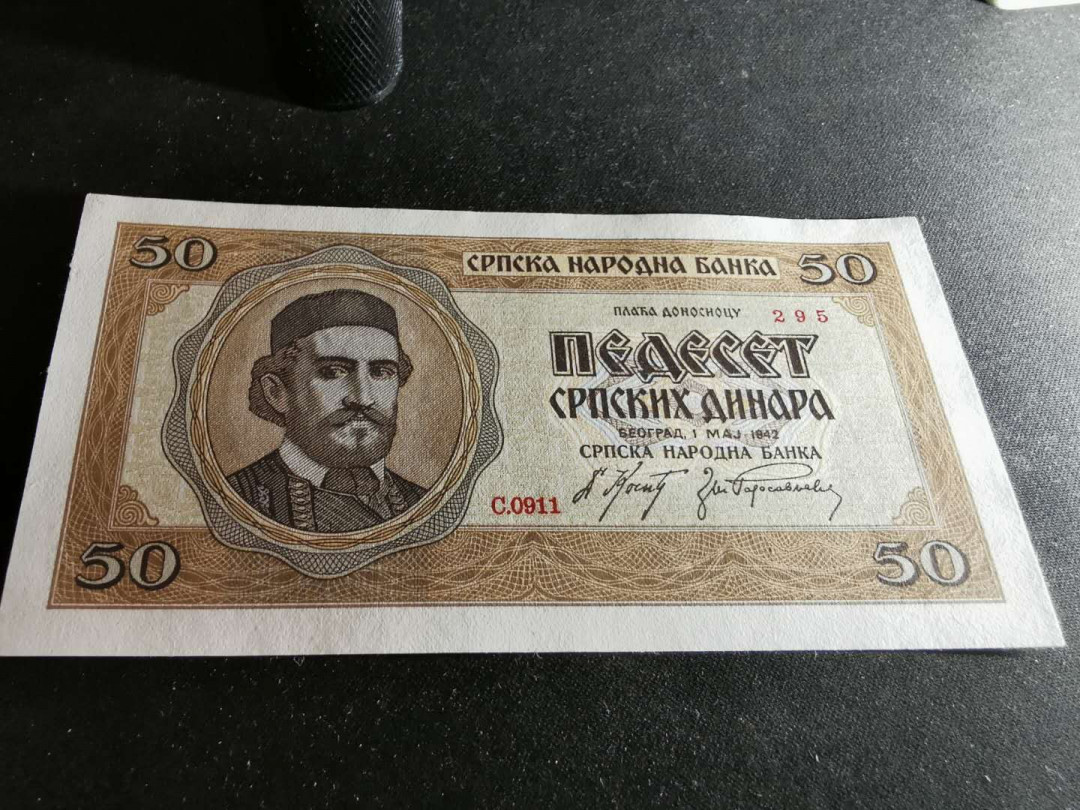 50
СРПСКА НАРОДНА БАНКА
50
ПЛАЋА ДОНОСИОЦУ
295
ПЕДЕСЕТ
СРПСКИХ ДИНАРА
БЕОГРАД, 1 МАЈ 1942
СРПСКА НАРОДНА БАНКА
C.0911
50
50